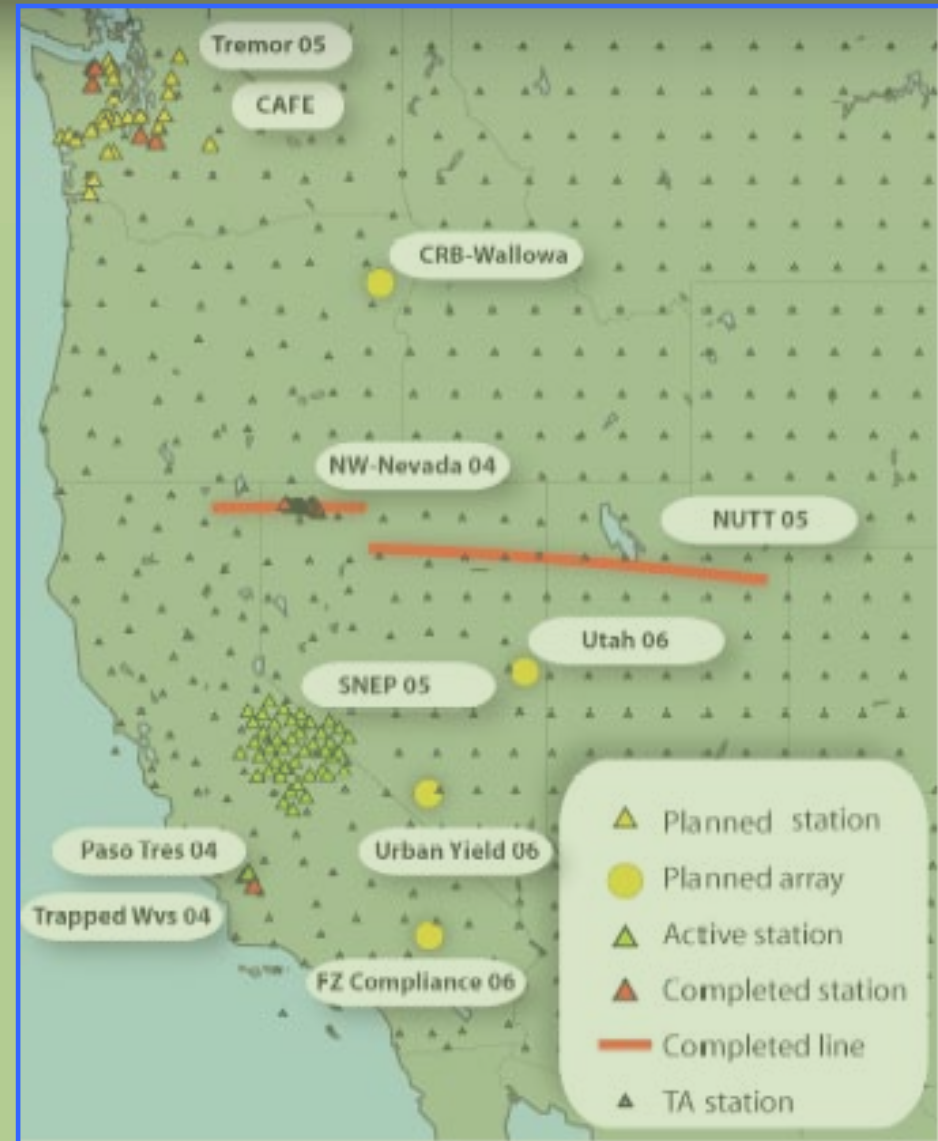 Tremor 05
CAFE
CRB-Wallowa
NW-Nevada 04
NUTT 05
Utah 06
SNEP 05
Paso Tres 04
Urban Yield 06
Trapped Wvs 04
FZ Compliance 06
Planned station
Planned array
Active station
Completed station
Completed line
TA station